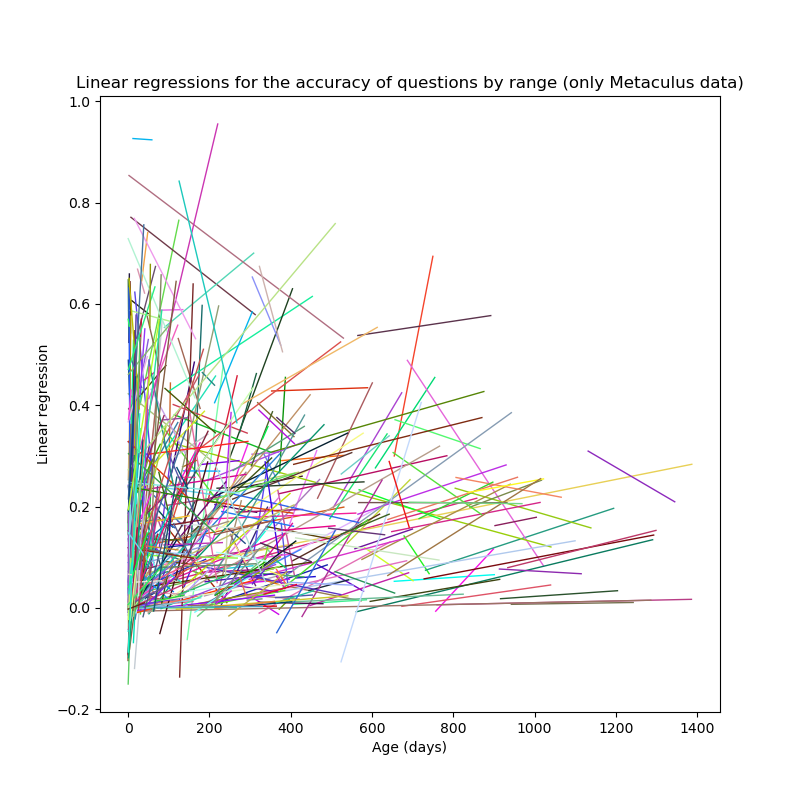 Linear regressions for the accuracy of questions by range (only Metaculus data)
1.0
0.8
0.6
0.4
0.2
0.0
−0.2
Linear regression
0 200 400 600 800 1000 1200 1400
Age (days)